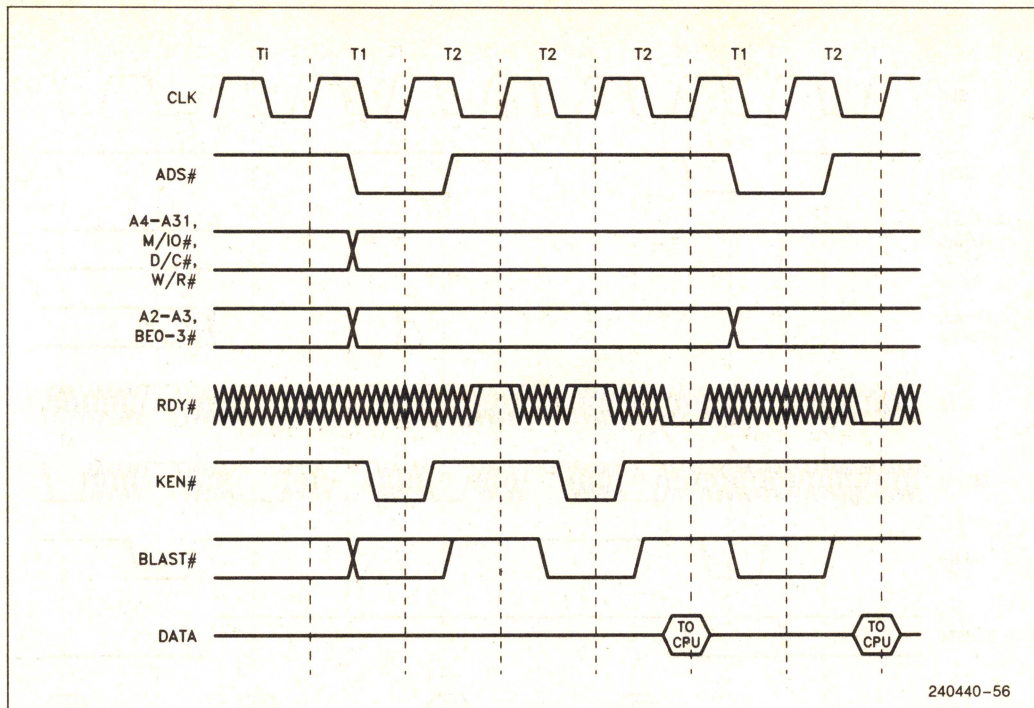 Ti T1 T2 T2 T2 T1 T2
CLK
ADS#
A4–A31,
M/IO#,
D/C#,
W/R#
A2–A3,
BE0–3#
RDY#
KEN#
BLAST#
DATA
TO
CPU
TO
CPU
240440–56